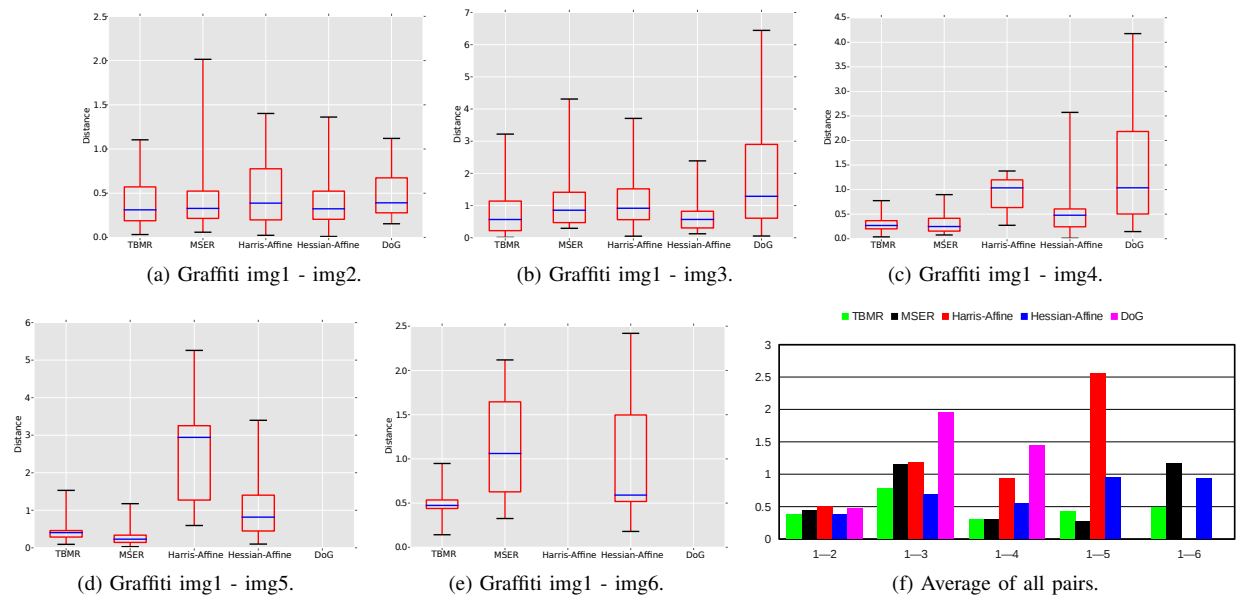 2.5
2.0
1.5
1.0
0.5
0.0
Distance
TBMR MSER Harris-Affine Hessian-Affine DoG
(a) Graffiti img1 - img2.
7
6
5
4
3
2
1
0
Distance
TBMR MSER Harris-Affine Hessian-Affine DoG
(b) Graffiti img1 - img3.
4.5
4.0
3.5
3.0
2.5
2.0
1.5
1.0
0.5
0.0
Distance
TBMR MSER Harris-Affine Hessian-Affine DoG
(c) Graffiti img1 - img4.
6
5
4
3
2
1
0
Distance
TBMR MSER Harris-Affine Hessian-Affine DoG
(d) Graffiti img1 - img5.
2.5
2.0
1.5
1.0
0.5
0.0
Distance
TBMR MSER Harris-Affine Hessian-Affine DoG
(e) Graffiti img1 - img6.
TBMR MSER Harris-Affine Hessian-Affine DoG
3
2.5
2
1.5
1
0.5
0
1—2 1—3 1—4 1—5 1—6
(f) Average of all pairs.